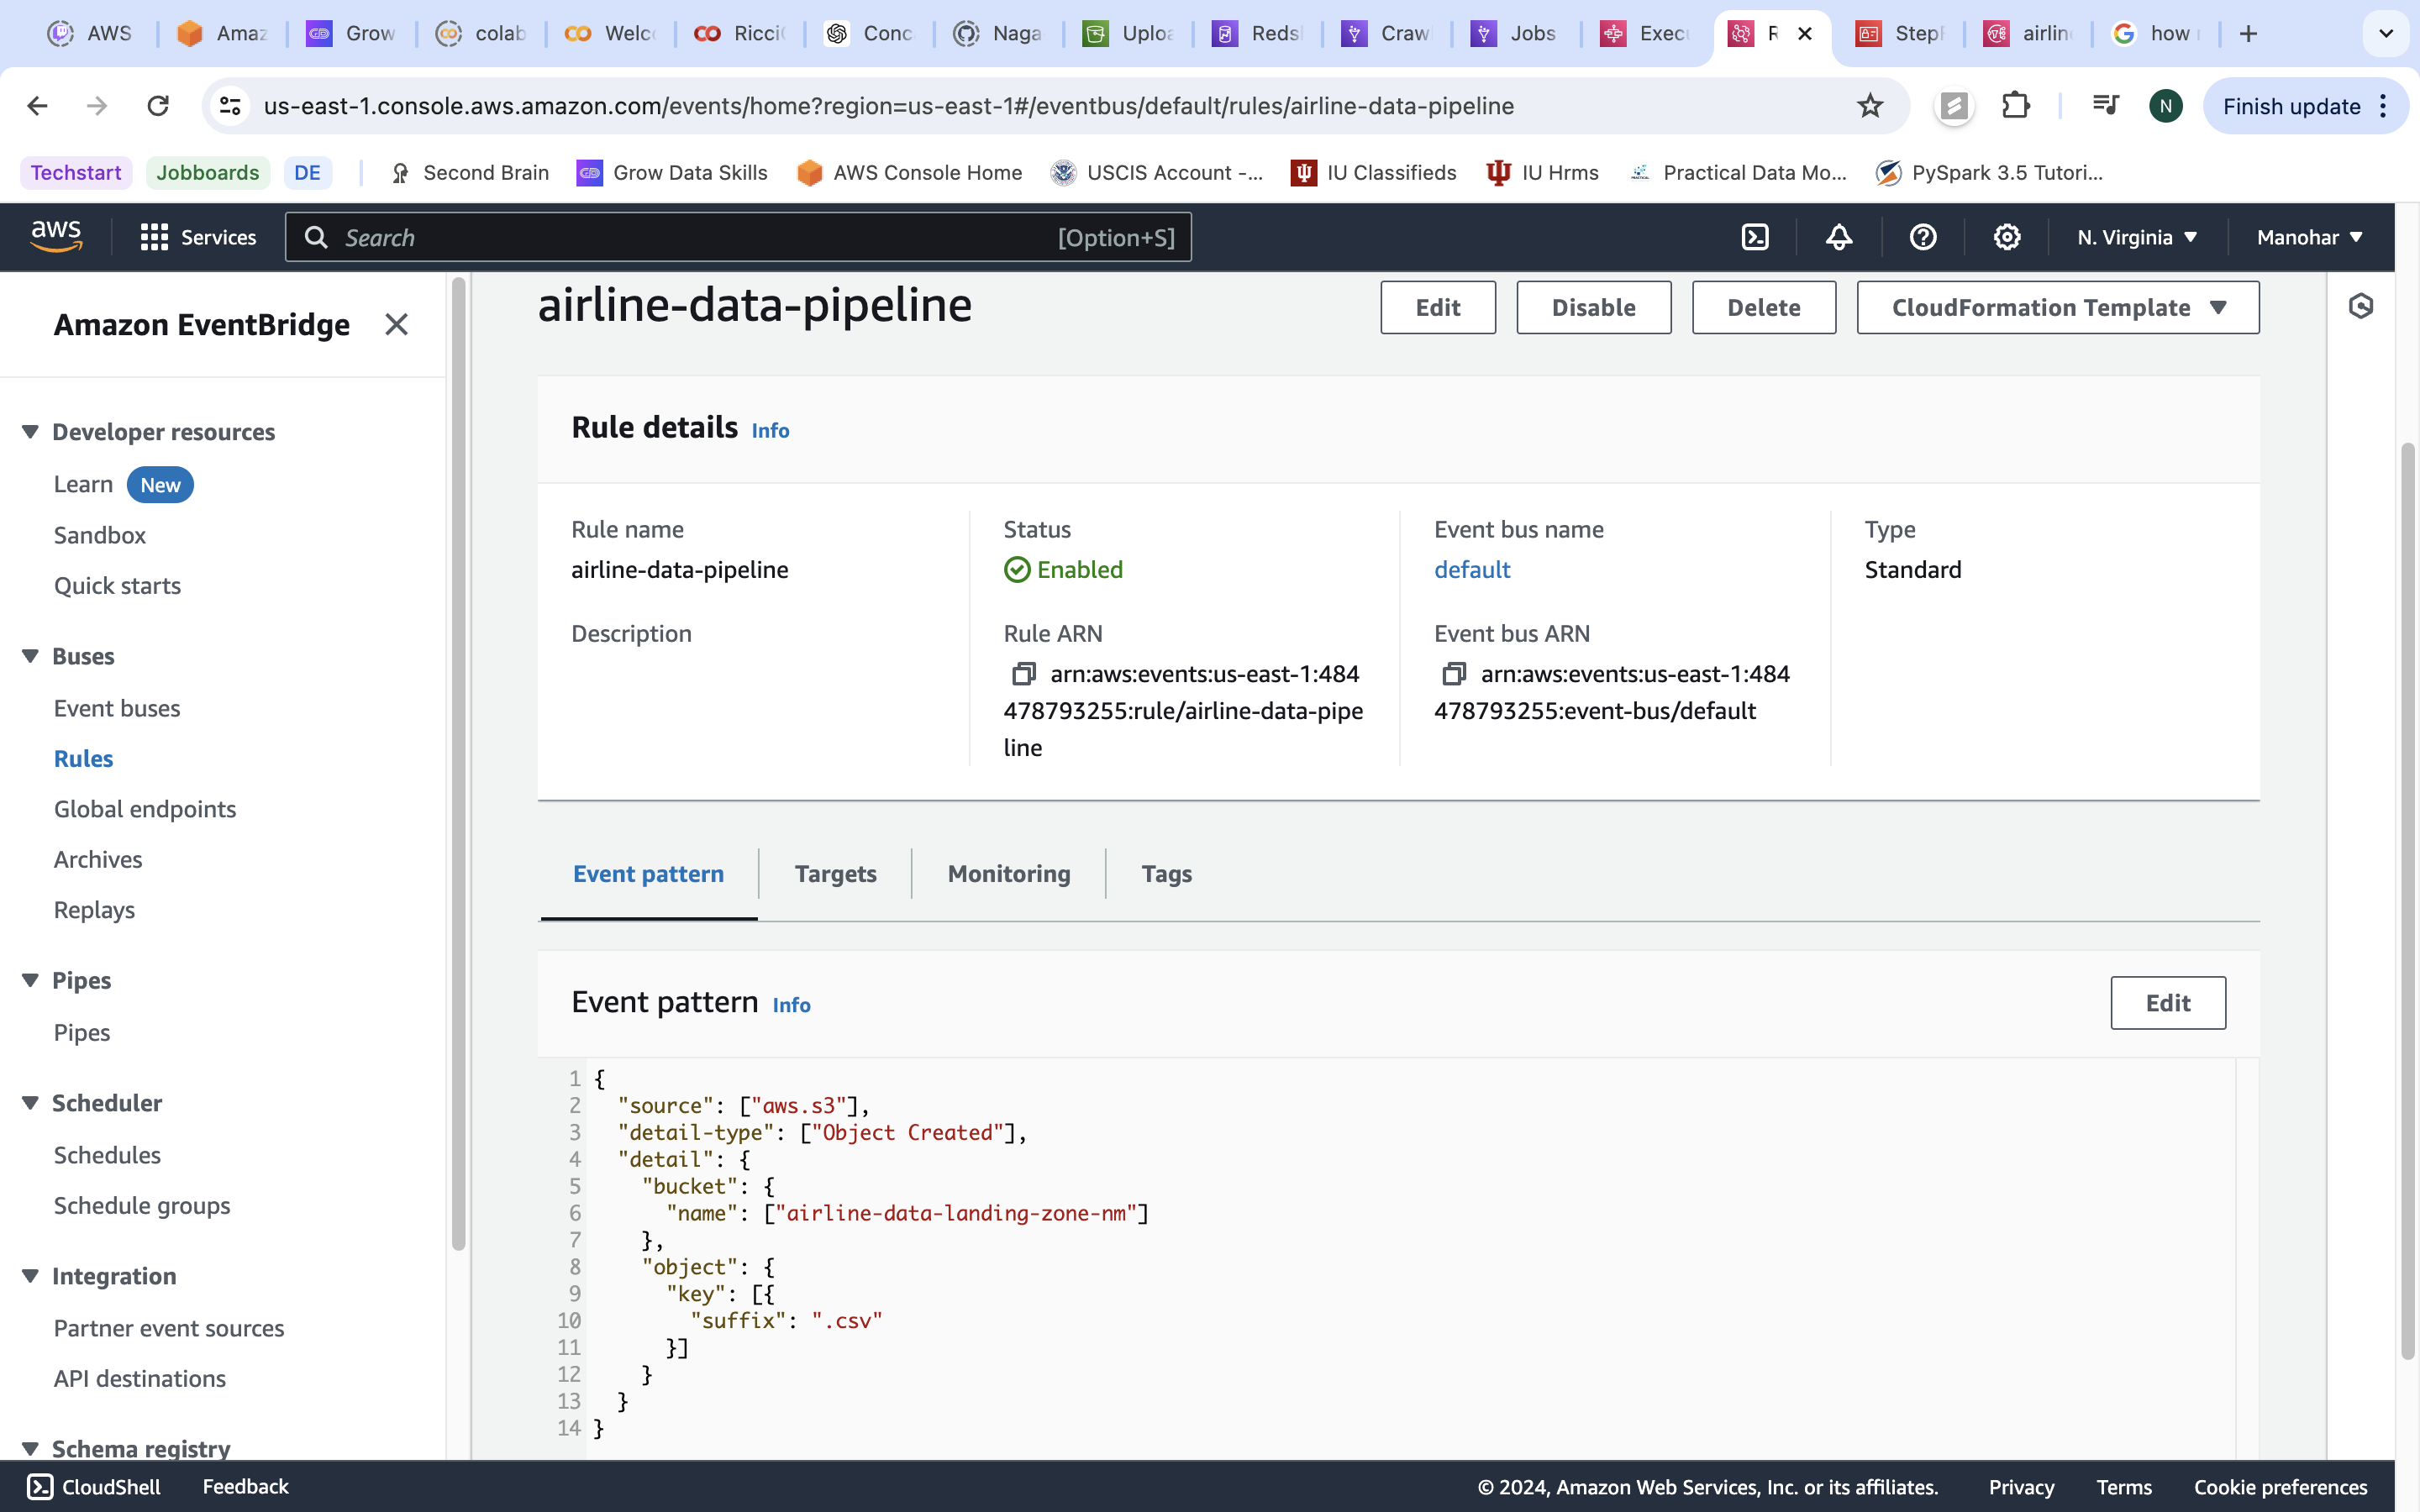 AWS
Amaz
Grow
colab
Welc
Ricci
Conc
Naga
Uploa
Reds
Craw
Jobs
Execu
R
Step
airlin
how
us-east-1.console.aws.amazon.com/events/home?region=us-east-1#/eventbus/default/rules/airline-data-pipeline
N
Finish update
Techstart
Jobboards
DE
Second Brain
Grow Data Skills
AWS Console Home
USCIS Account -...
IU Classifieds
IU Hrms
Practical Data Mo...
PySpark 3.5 Tutori...
aws
Services
Search
[Option+S]
N. Virginia
Manohar
Amazon EventBridge
Developer resources
Learn New
Sandbox
Quick starts
Buses
Event buses
Rules
Global endpoints
Archives
Replays
Pipes
Pipes
Scheduler
Schedules
Schedule groups
Integration
Partner event sources
API destinations
Schema registry
airline-data-pipeline
Edit
Disable
Delete
CloudFormation Template
Rule details Info
Rule name
airline-data-pipeline
Description
Status
Enabled
Rule ARN
arn:aws:events:us-east-1:484
478793255:rule/airline-data-pipe
line
Event bus name
default
Event bus ARN
arn:aws:events:us-east-1:484
478793255:event-bus/default
Type
Standard
Event pattern
Targets
Monitoring
Tags
Event pattern Info
Edit
1 {
2 "source": ["aws.s3"],
3 "detail-type": ["Object Created"],
4 "detail": {
5 "bucket": {
6 "name": ["airline-data-landing-zone-nm"]
7 },
8 "object": {
9 "key": [{
10 "suffix": ".csv"
11 }]
12 }
13 }
14 }
CloudShell
Feedback
© 2024, Amazon Web Services, Inc. or its affiliates.
Privacy
Terms
Cookie preferences